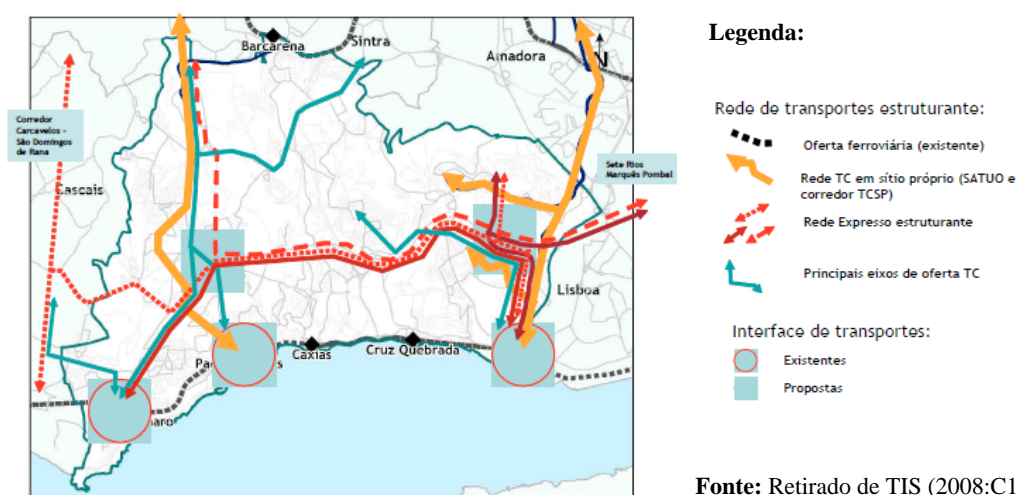 Barcarena
Sintra
Amadora
N
Corredor
Carcavelos -
São Domingos
de Rana
Cascais
Sete Rios
Marquês Pombal
Lisboa
Caxias
Cruz Quebrada
Legenda:
Rede de transportes estruturante:
Oferta ferroviária (existente)
Rede TC em sítio próprio (SATUO e
corredor TCSP)
Rede Expresso estruturante
Principais eixos de oferta TC
Interface de transportes:
Existentes
Propostas
Fonte: Retirado de TIS (2008:C1